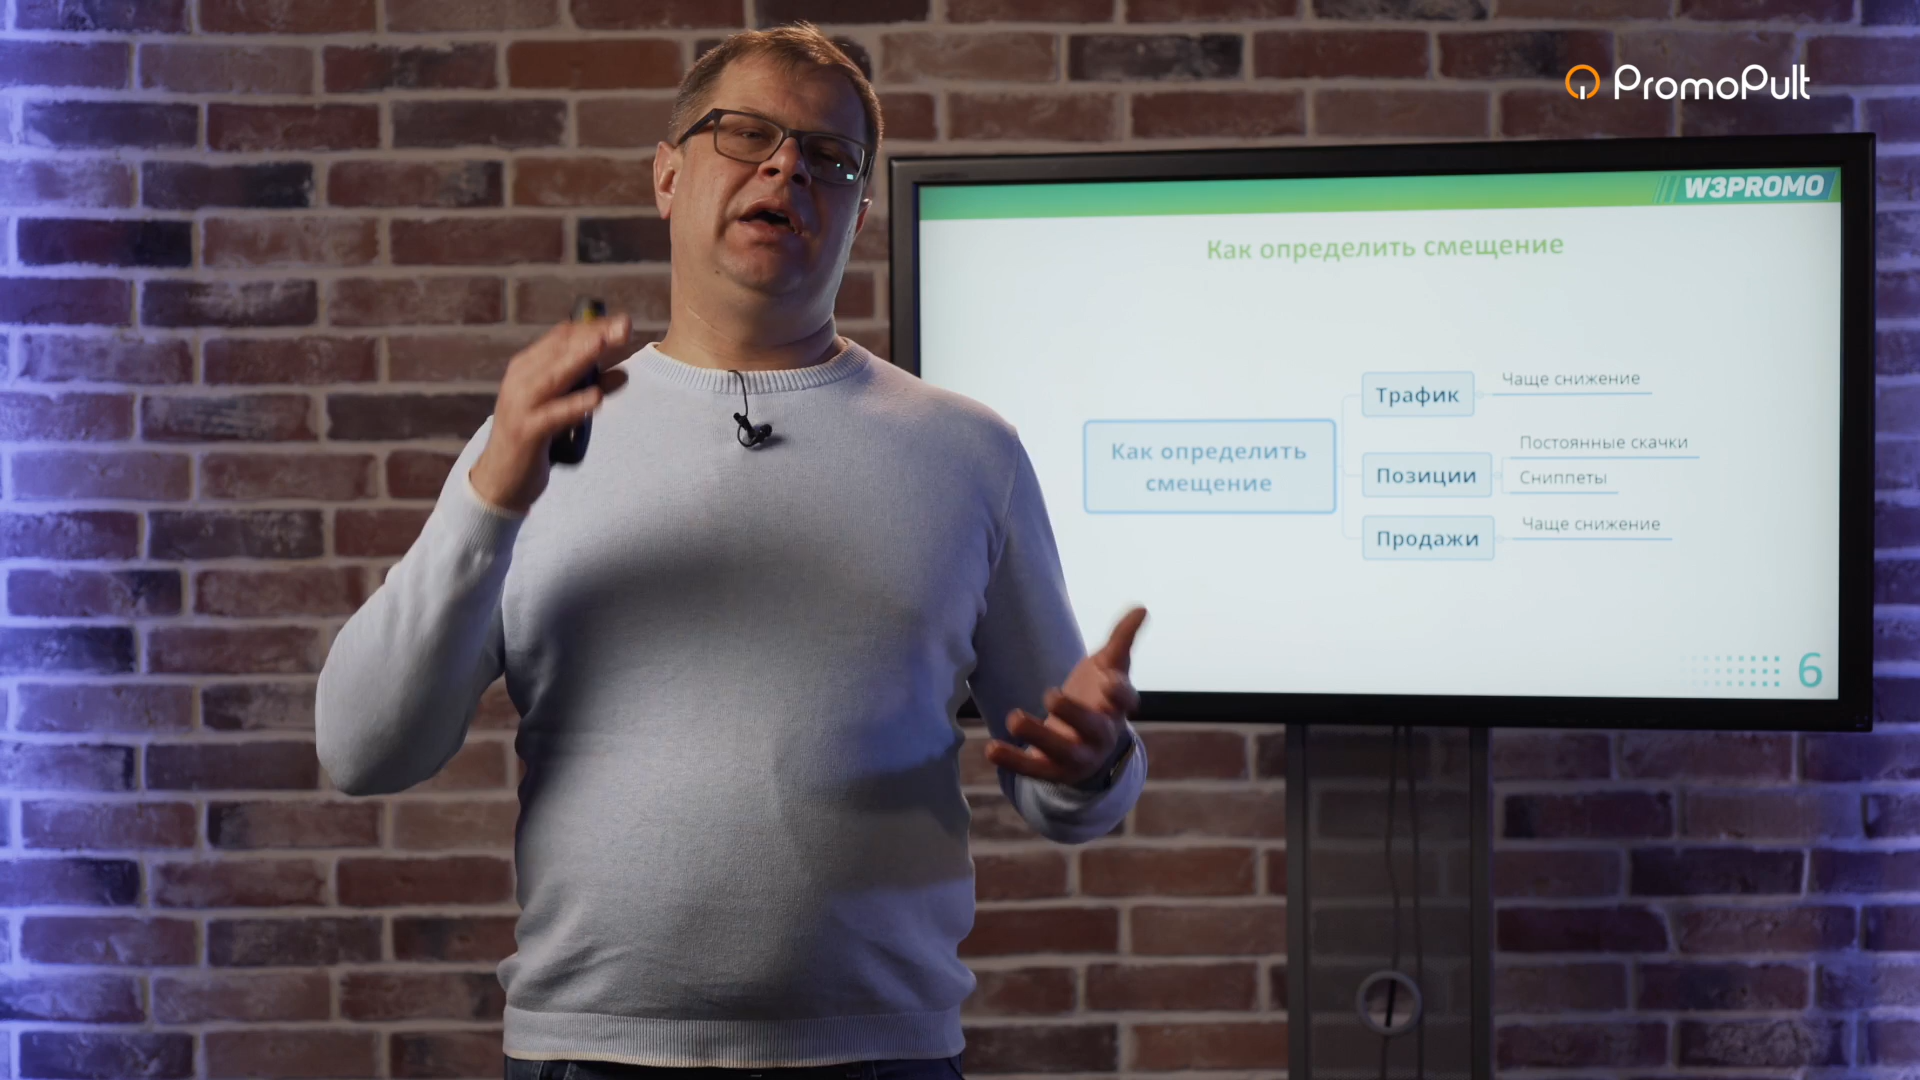 PromoPult
W3PROMO
Как определить смещение
Трафик
Чаще снижение
Как определить
смещение
Позиции
Постоянные скачки
Сниппеты
Продажи
Чаще снижение
6